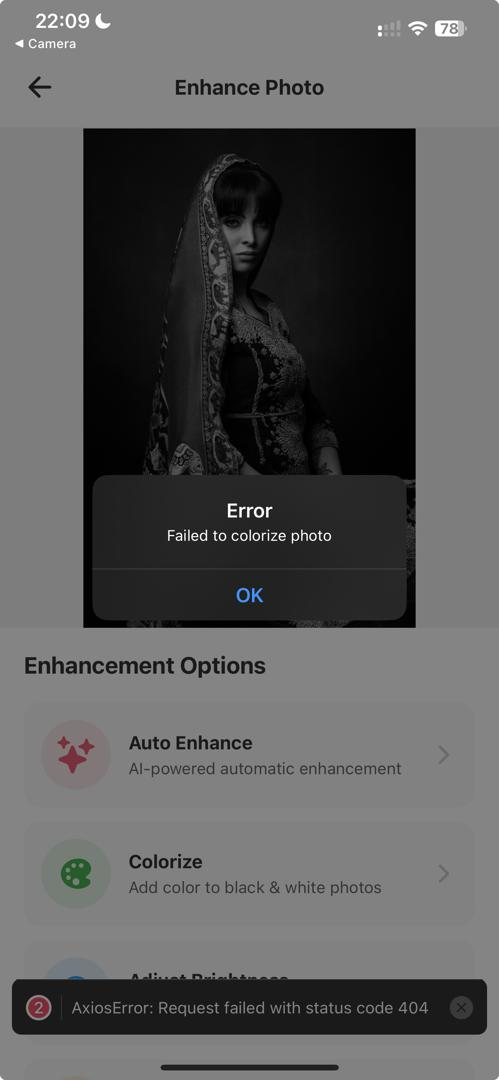 22:09
◀ Camera
78
Enhance Photo
Error
Failed to colorize photo
OK
Enhancement Options
Auto Enhance
AI-powered automatic enhancement
Colorize
Add color to black & white photos
Adjust Brightness
2 AxiosError: Request failed with status code 404